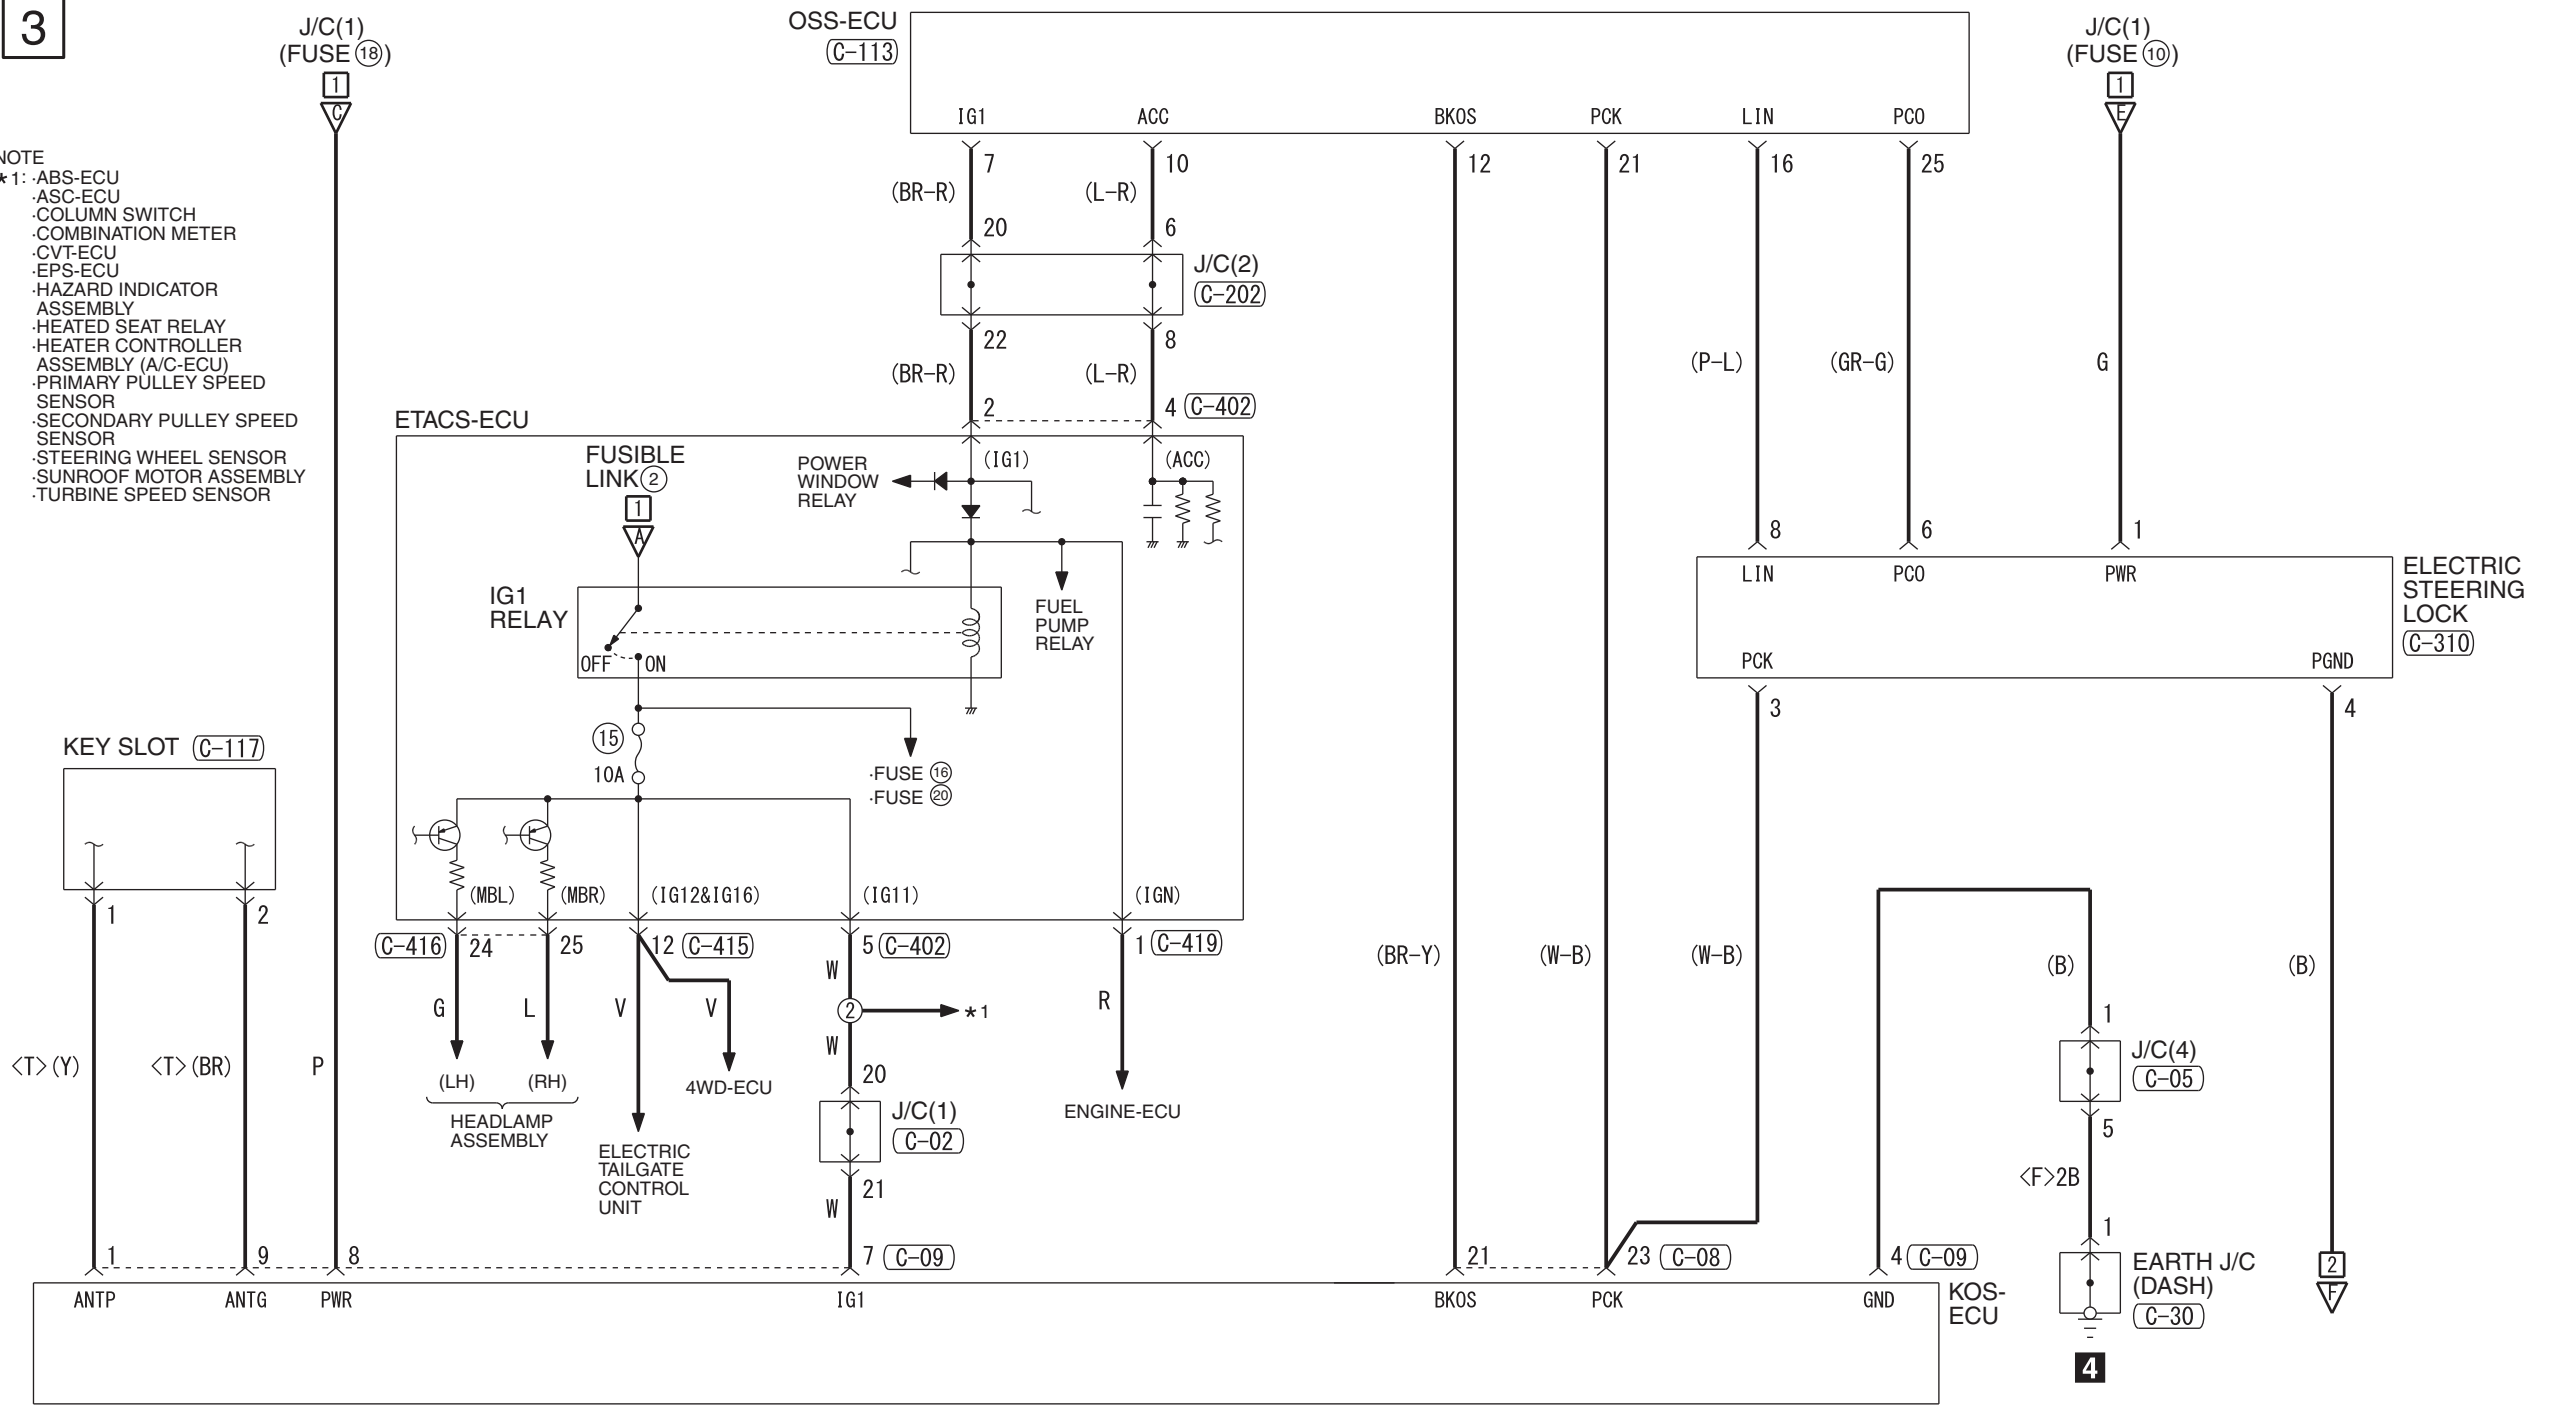 3
J/C(1)
(FUSE 18)
1
C
NOTE
*1: ·ABS-ECU
·ASC-ECU
·COLUMN SWITCH
·COMBINATION METER
·CVT-ECU
·EPS-ECU
·HAZARD INDICATOR
ASSEMBLY
·HEATED SEAT RELAY
·HEATER CONTROLLER
ASSEMBLY (A/C-ECU)
·PRIMARY PULLEY SPEED
SENSOR
·SECONDARY PULLEY SPEED
SENSOR
·STEERING WHEEL SENSOR
·SUNROOF MOTOR ASSEMBLY
·TURBINE SPEED SENSOR
OSS-ECU
C-113
IG1 ACC BKOS PCK LIN PCO
7 10 12 21 16 25
J/C(1)
(FUSE 10)
1
E
(BR-R) (L-R)
20 6
J/C(2)
C-202
22 8
(BR-R) (L-R)
(P-L) (GR-G) G
2 4 C-402
ETACS-ECU
FUSIBLE
LINK 2
1
A
POWER
WINDOW
RELAY
(IG1) (ACC)
IG1
RELAY
OFF ON
FUEL
PUMP
RELAY
8 6 1
LIN PCO PWR
ELECTRIC
STEERING
LOCK
C-310
PCK PGND
3 4
15
10A
·FUSE 16
·FUSE 20
KEY SLOT C-117
1 2
(MBL) (MBR) (IG12&IG16) (IG11) (IGN)
C-416 24 25 12 C-415 5 C-402 1 C-419
G L V V W R
2 *1
W
(BR-Y) (W-B) (W-B) (B) (B)
<T>(Y) <T>(BR) P
(LH) (RH)
HEADLAMP
ASSEMBLY
4WD-ECU
ELECTRIC
TAILGATE
CONTROL
UNIT
20
J/C(1)
C-02
21
W
ENGINE-ECU
1
J/C(4)
C-05
5
<F>2B
1
EARTH J/C
(DASH)
C-30
4
2
F
1 9 8 7 C-09 21 23 C-08 4 C-09
ANTP ANTG PWR IG1 BKOS PCK GND
KOS-
ECU